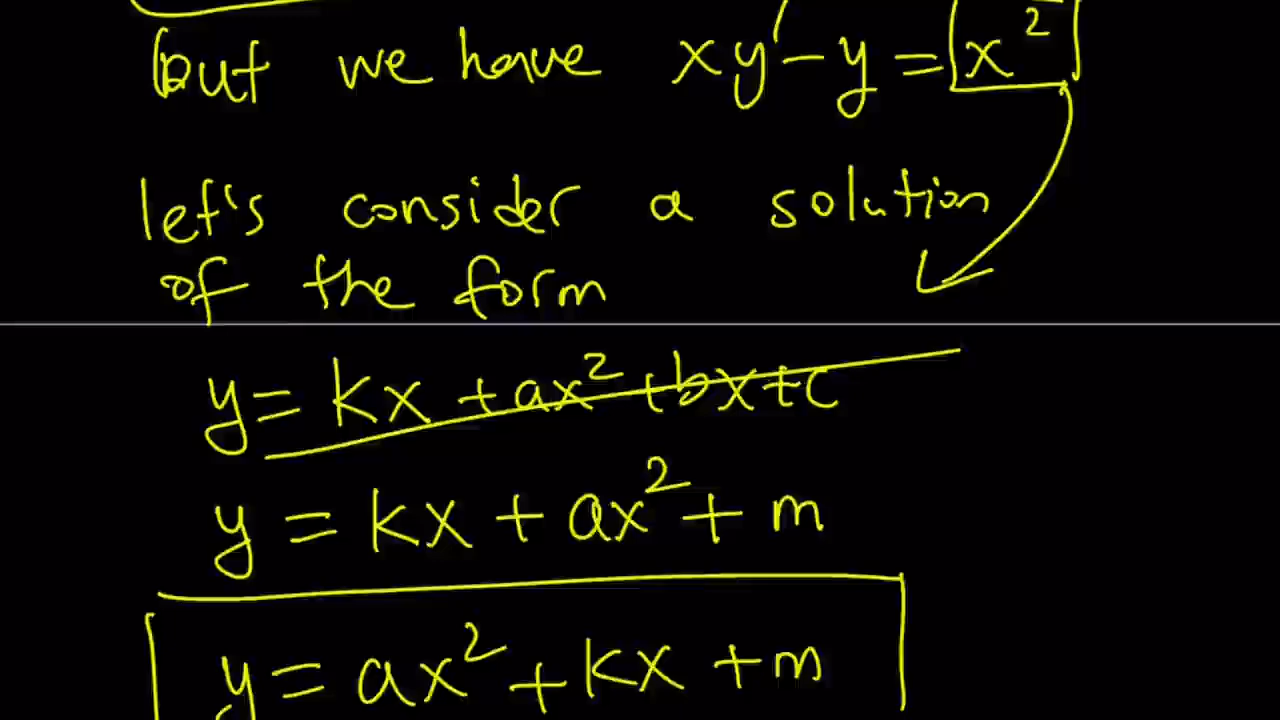 but we have xy' - y = x²
let's consider a solution
of the form
y = kx + ax² + bx + c
y = kx + ax² + m
y = ax² + kx + m